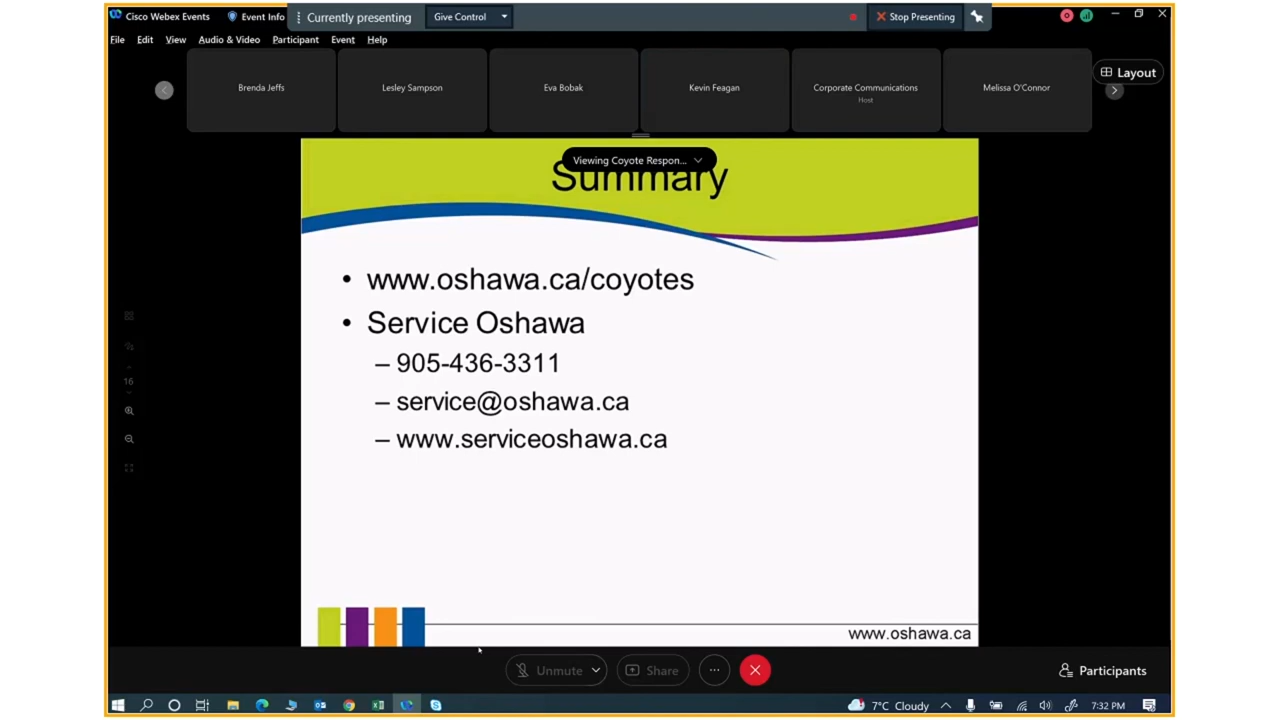 Cisco Webex Events
Event Info
Currently presenting
Give Control
Stop Presenting
File Edit View Audio & Video Participant Event Help
Brenda Jeffs
Lesley Sampson
Eva Bobak
Kevin Feagan
Corporate Communications
Host
Melissa O'Connor
Layout
Viewing Coyote Respon...
Summary
• www.oshawa.ca/coyotes
• Service Oshawa
– 905-436-3311
– service@oshawa.ca
– www.serviceoshawa.ca
16
www.oshawa.ca
Unmute
Share
Participants
7°C Cloudy
7:32 PM